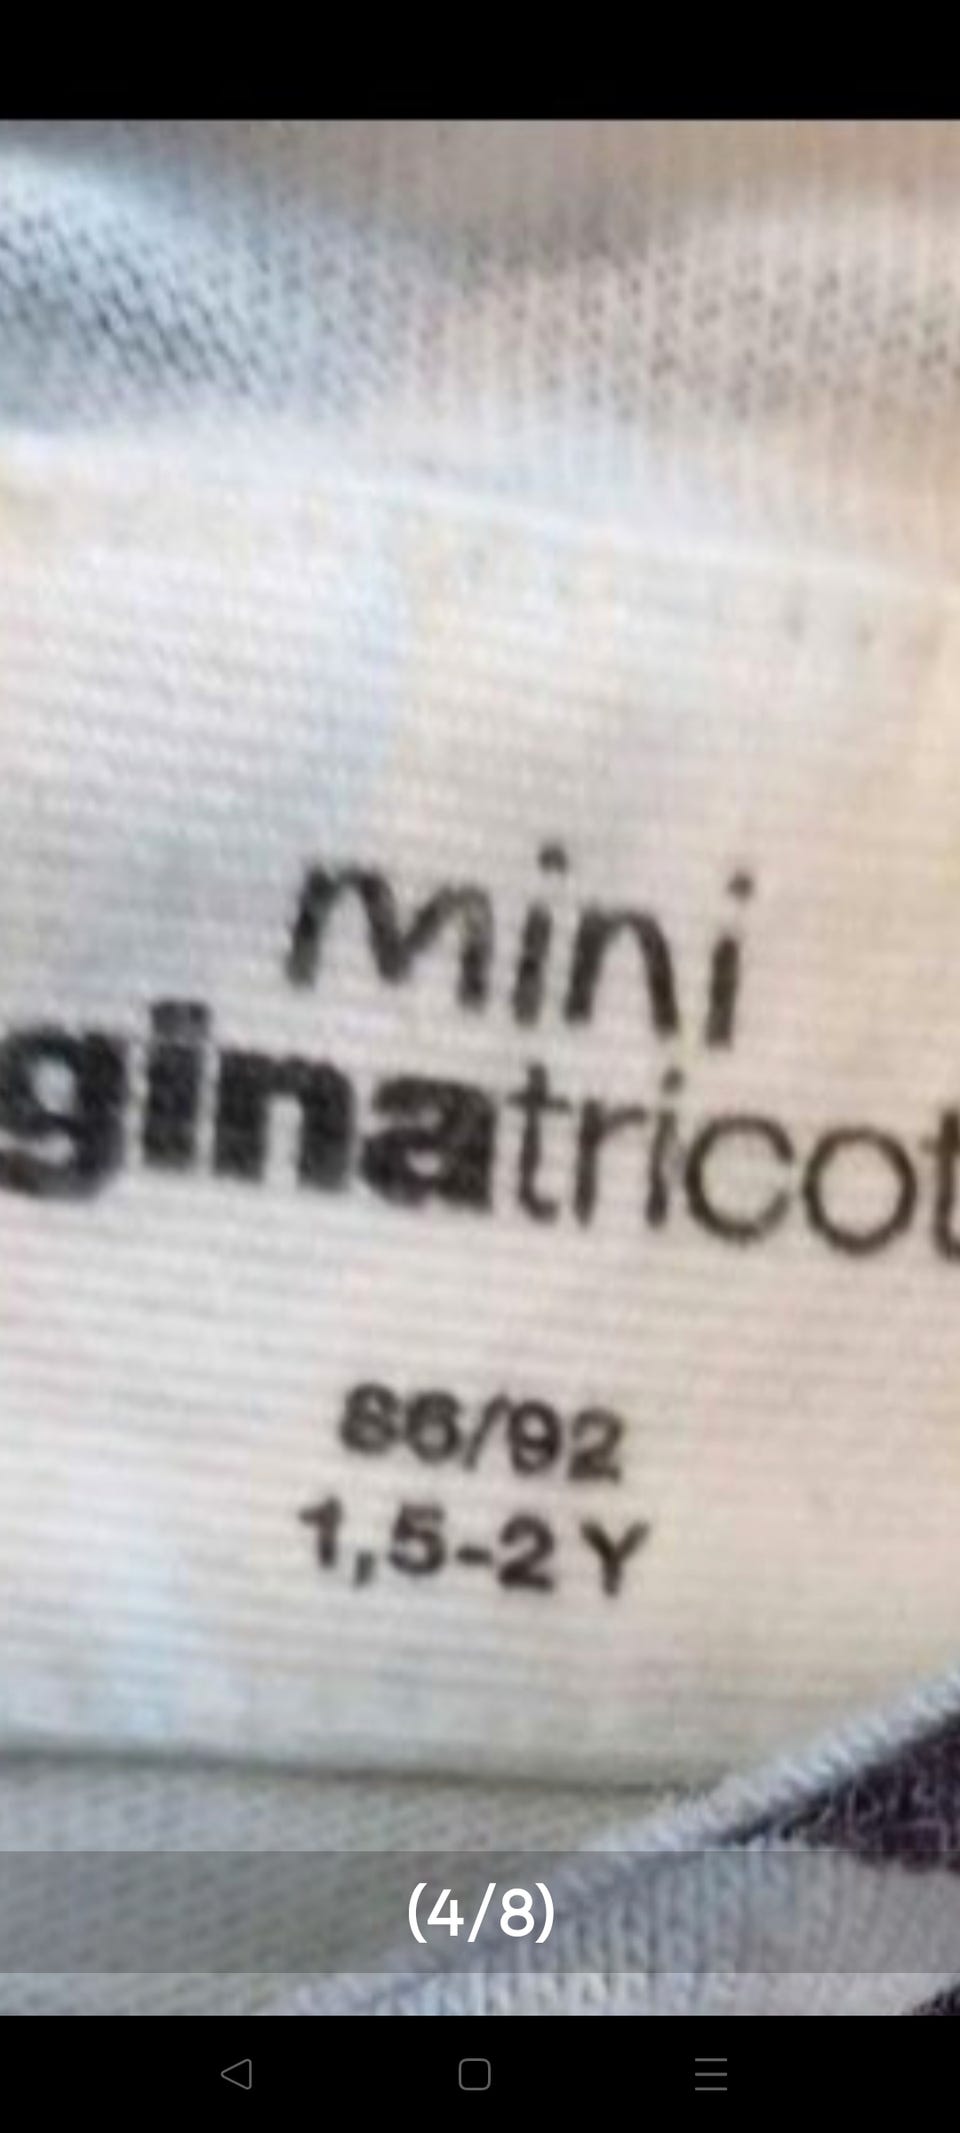 mini
ginatricot
86/92
1,5-2 Y
(4/8)